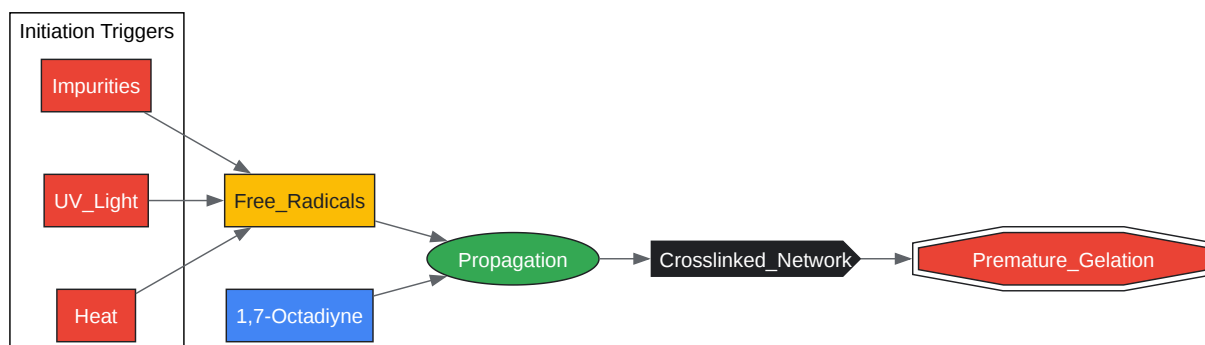 Initiation Triggers
Impurities
UV_Light
Heat
Free_Radicals
1,7-Octadiyne
Propagation
Crosslinked_Network
Premature_Gelation